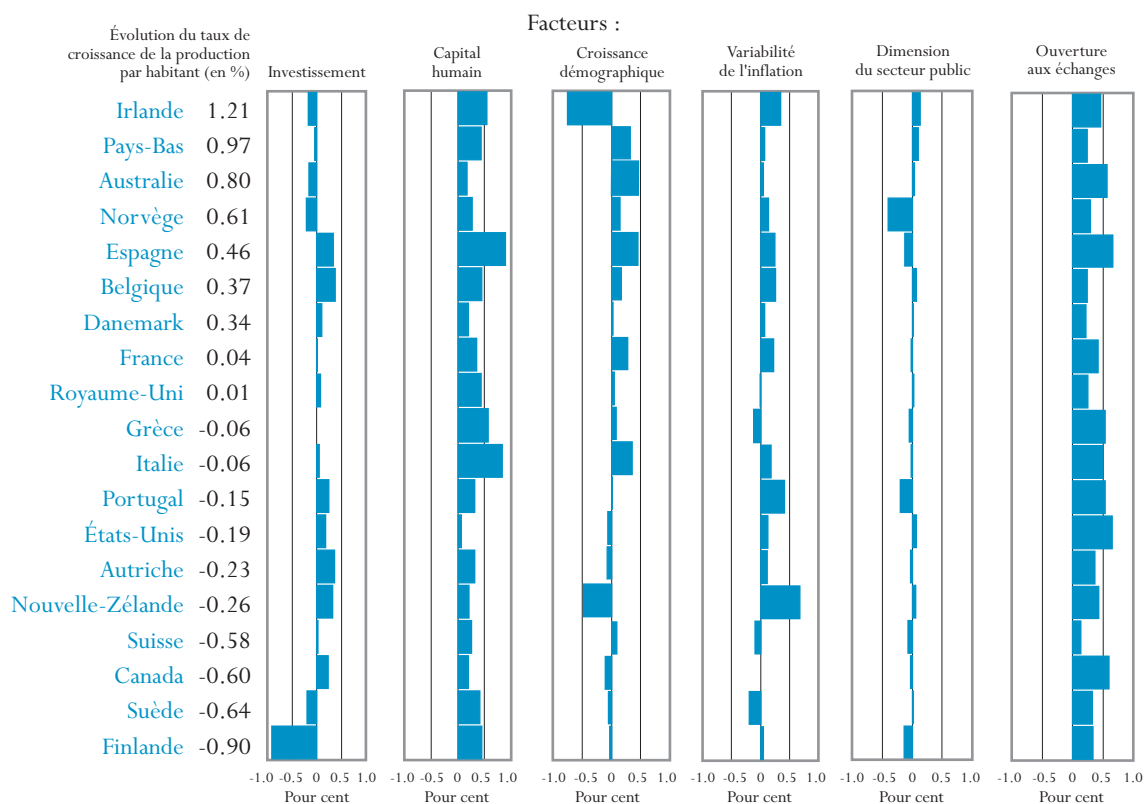 Facteurs :
Évolution du taux de
croissance de la production
par habitant (en %)
Investissement
Capital
humain
Croissance
démographique
Variabilité
de l'inflation
Dimension
du secteur public
Ouverture
aux échanges
Irlande 1.21
Pays-Bas 0.97
Australie 0.80
Norvège 0.61
Espagne 0.46
Belgique 0.37
Danemark 0.34
France 0.04
Royaume-Uni 0.01
Grèce -0.06
Italie -0.06
Portugal -0.15
États-Unis -0.19
Autriche -0.23
Nouvelle-Zélande -0.26
Suisse -0.58
Canada -0.60
Suède -0.64
Finlande -0.90
-1.0 -0.5 0 0.5 1.0 -1.0 -0.5 0 0.5 1.0 -1.0 -0.5 0 0.5 1.0 -1.0 -0.5 0 0.5 1.0 -1.0 -0.5 0 0.5 1.0 -1.0 -0.5 0 0.5 1.0
Pour cent Pour cent Pour cent Pour cent Pour cent Pour cent